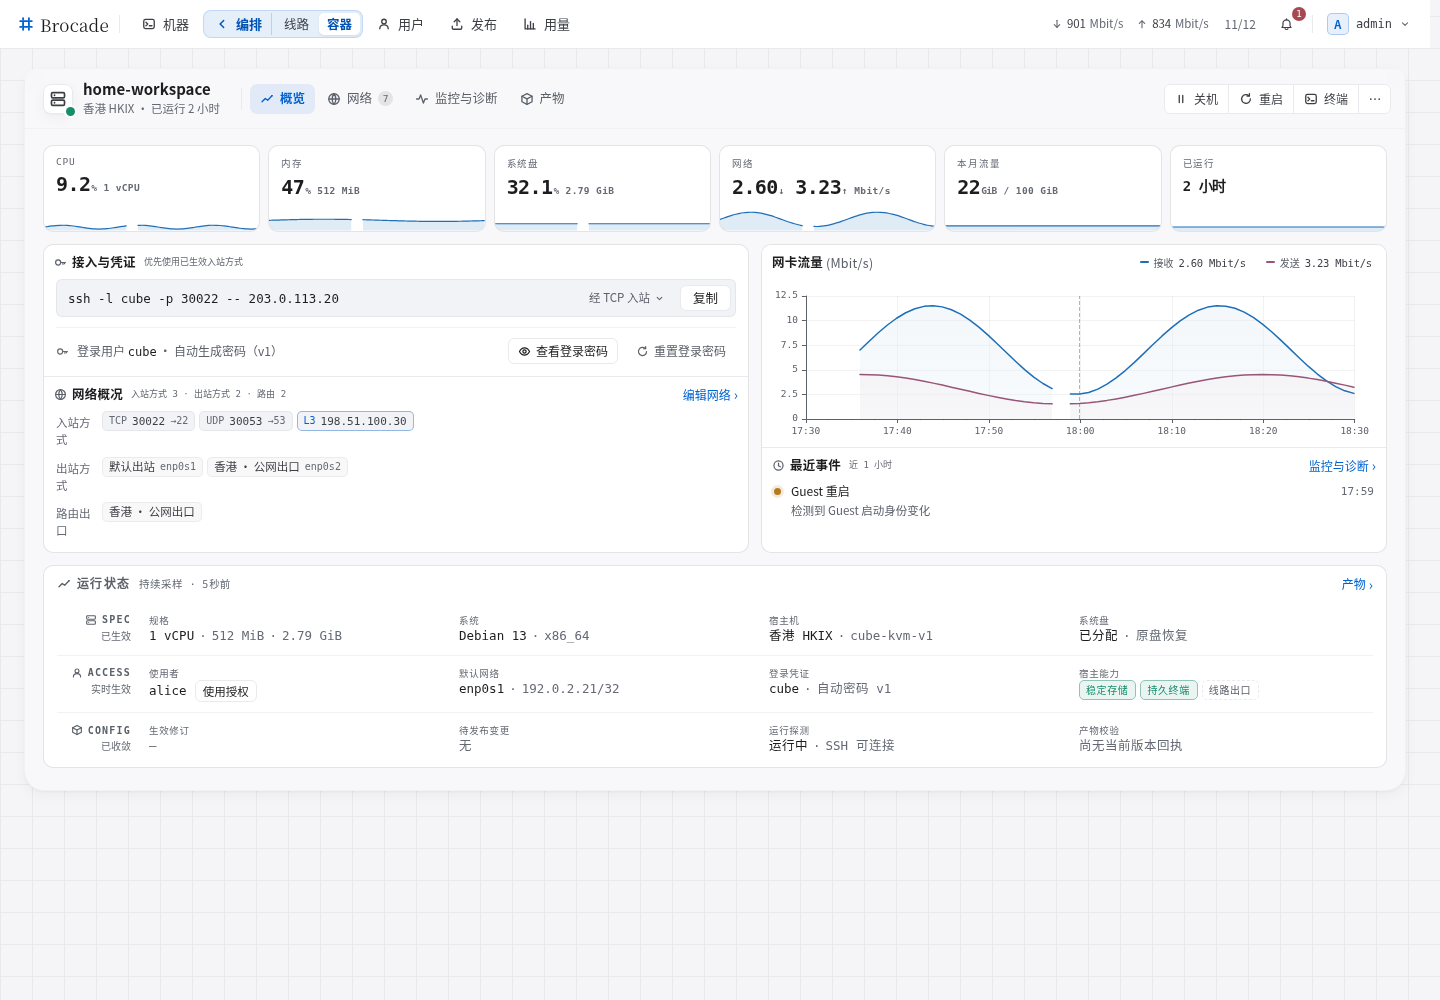 Brocade
机器
编排
线路
容器
用户
发布
用量
↓ 901 Mbit/s
↑ 834 Mbit/s
11/12
1
A admin
home-workspace
香港 HKIX · 已运行 2 小时
概览
网络 7
监控与诊断
产物
关机
重启
终端
···
CPU
9.2% 1 vCPU
内存
47% 512 MiB
系统盘
32.1% 2.79 GiB
网络
2.60↓ 3.23↑ Mbit/s
本月流量
22GiB / 100 GiB
已运行
2 小时
接入与凭证 优先使用已生效入站方式
ssh -l cube -p 30022 -- 203.0.113.20
经 TCP 入站
复制
登录用户 cube · 自动生成密码（v1）
查看登录密码
重置登录密码
网络概况 入站方式 3 · 出站方式 2 · 路由 2
编辑网络 ›
入站方式
TCP 30022 →22
UDP 30053 →53
L3 198.51.100.30
出站方式
默认出站 enp0s1
香港 · 公网出口 enp0s2
路由出口
香港 · 公网出口
网卡流量 (Mbit/s)
接收 2.60 Mbit/s
发送 3.23 Mbit/s
12.5
10
7.5
5
2.5
0
17:30 17:40 17:50 18:00 18:10 18:20 18:30
最近事件 近 1 小时
监控与诊断 ›
Guest 重启
17:59
检测到 Guest 启动身份变化
运行状态 持续采样 · 5秒前
产物 ›
SPEC
已生效
规格
1 vCPU · 512 MiB · 2.79 GiB
系统
Debian 13 · x86_64
宿主机
香港 HKIX · cube-kvm-v1
系统盘
已分配 · 原盘恢复
ACCESS
实时生效
使用者
alice 使用授权
默认网络
enp0s1 · 192.0.2.21/32
登录凭证
cube · 自动密码 v1
宿主能力
稳定存储 持久终端 线路出口
CONFIG
已收敛
生效修订
—
待发布变更
无
运行探测
运行中 · SSH 可连接
产物校验
尚无当前版本回执